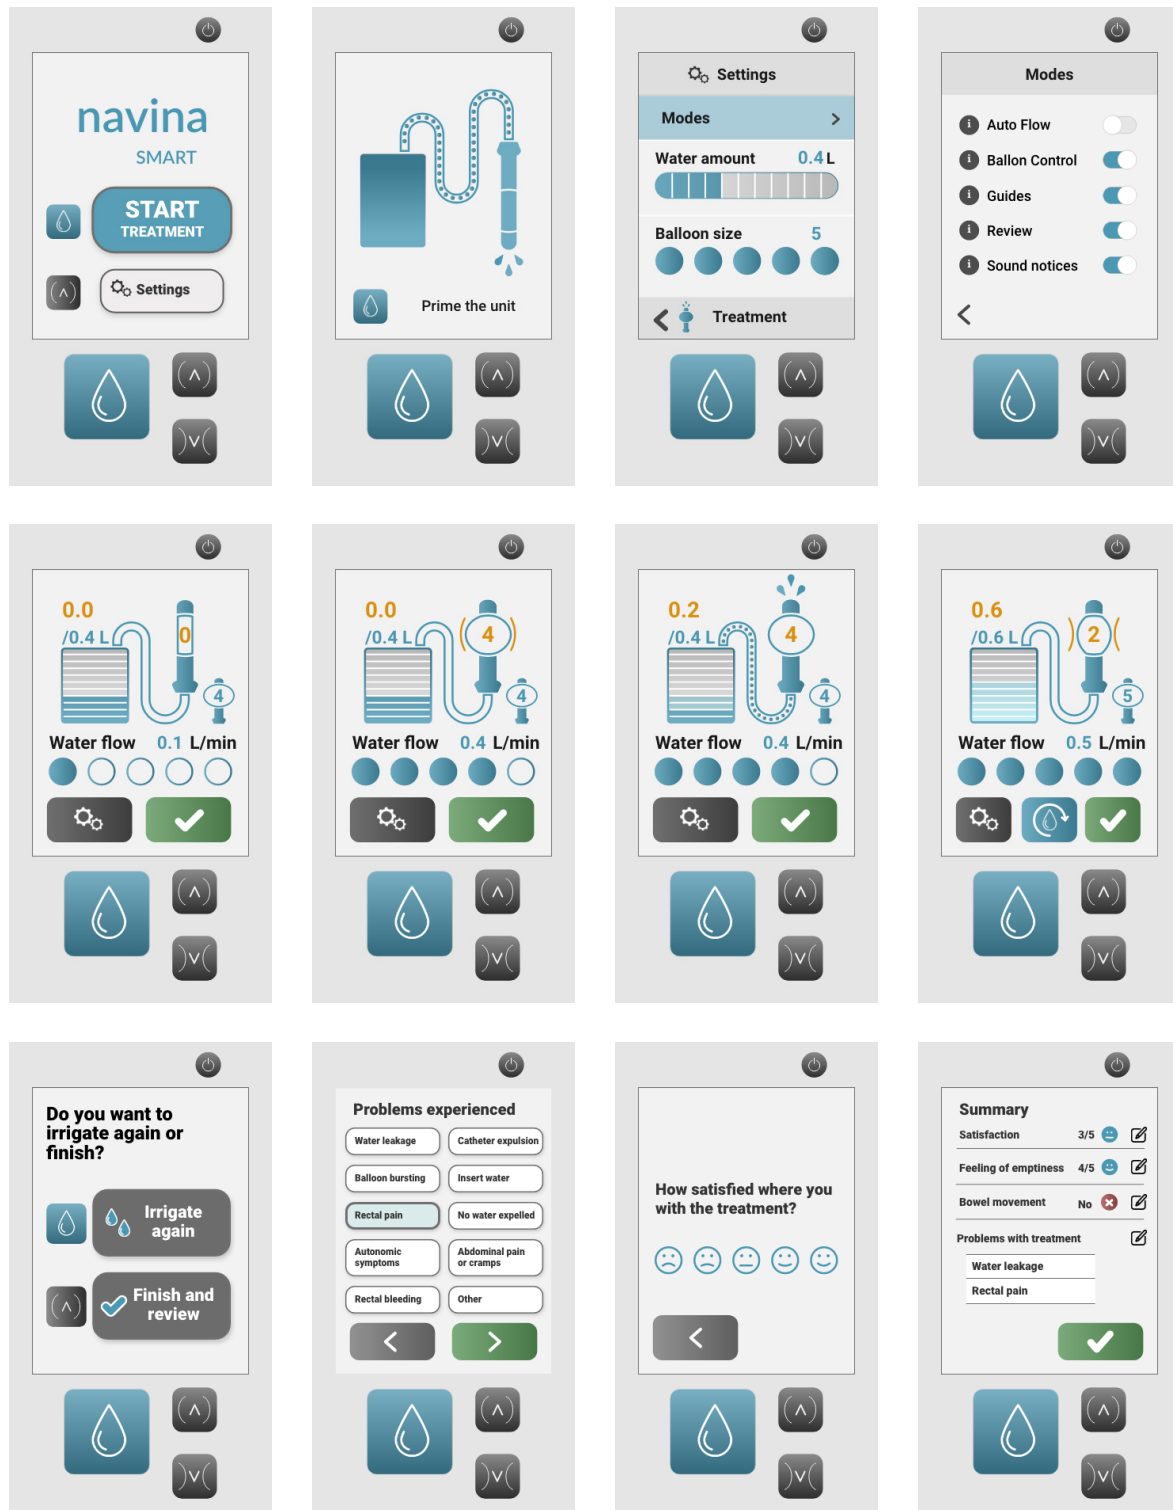 navina
SMART
START
TREATMENT
Settings
Prime the unit
Settings
Modes
Water amount 0.4 L
Balloon size 5
Treatment
Modes
Auto Flow
Ballon Control
Guides
Review
Sound notices
0.0
/0.4 L
0
4
Water flow 0.1 L/min
0.0
/0.4 L
4
4
Water flow 0.4 L/min
0.2
/0.4 L
4
4
Water flow 0.4 L/min
0.6
/0.6 L
2
5
Water flow 0.5 L/min
Do you want to
irrigate again or
finish?
Irrigate
again
Finish and
review
Problems experienced
Water leakage
Catheter expulsion
Balloon bursting
Insert water
Rectal pain
No water expelled
Autonomic
symptoms
Abdominal pain
or cramps
Rectal bleeding
Other
How satisfied where you
with the treatment?
Summary
Satisfaction 3/5
Feeling of emptiness 4/5
Bowel movement No
Problems with treatment
Water leakage
Rectal pain